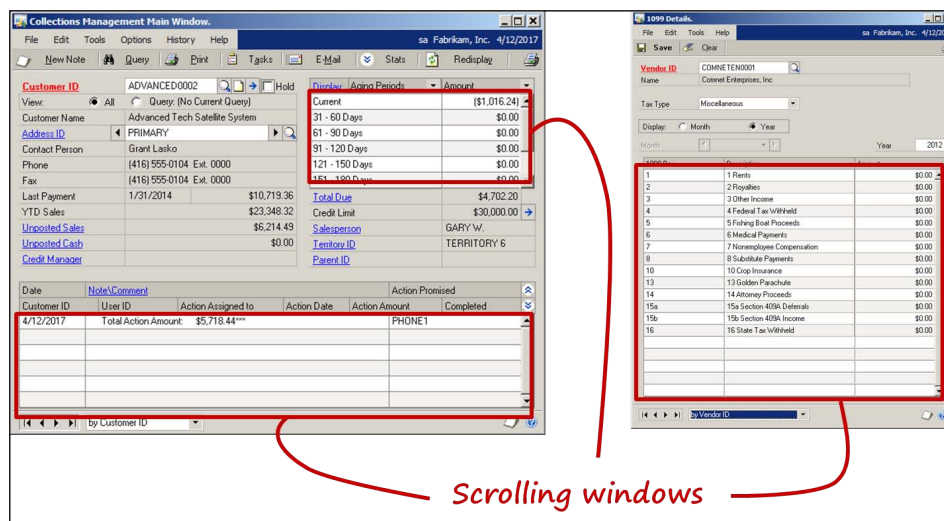 Collections Management Main Window.
File Edit Tools Options History Help sa Fabrikam, Inc. 4/12/2017
New Note Query Print Tasks E-Mail Stats Redisplay
Customer ID ADVANCED0002 Hold
View: All Query: (No Current Query)
Customer Name Advanced Tech Satellite System
Address ID PRIMARY
Contact Person Grant Lasko
Phone (416) 555-0104 Ext. 0000
Fax (416) 555-0104 Ext. 0000
Last Payment 1/31/2014 $10,719.36
YTD Sales $23,348.32
Unposted Sales $6,214.49
Unposted Cash $0.00
Credit Manager
Display Aging Periods Amount
Current ($1,016.24)
31 - 60 Days $0.00
61 - 90 Days $0.00
91 - 120 Days $0.00
121 - 150 Days $0.00
151 - 180 Days $0.00
Total Due $4,702.20
Credit Limit $30,000.00
Salesperson GARY W.
Territory ID TERRITORY 6
Parent ID
Date Note\Comment Action Promised
Customer ID User ID Action Assigned to Action Date Action Amount Completed
4/12/2017 Total Action Amount: $5,718.44*** PHONE1
by Customer ID
1099 Details.
File Edit Tools Help sa Fabrikam, Inc. 4/12/20
Save Clear
Vendor ID COMNETEN0001
Name Comnet Enterprises, Inc
Tax Type Miscellaneous
Display: Month Year
Month Year 2012
1099 Box Description Amount
1 1 Rents $0.00
2 2 Royalties $0.00
3 3 Other Income $0.00
4 4 Federal Tax Withheld $0.00
5 5 Fishing Boat Proceeds $0.00
6 6 Medical Payments $0.00
7 7 Nonemployee Compensation $0.00
8 8 Substitute Payments $0.00
10 10 Crop Insurance $0.00
13 13 Golden Parachute $0.00
14 14 Attorney Proceeds $0.00
15a 15a Section 409A Deferrals $0.00
15b 15b Section 409A Income $0.00
16 16 State Tax Withheld $0.00
by Vendor ID
Scrolling windows